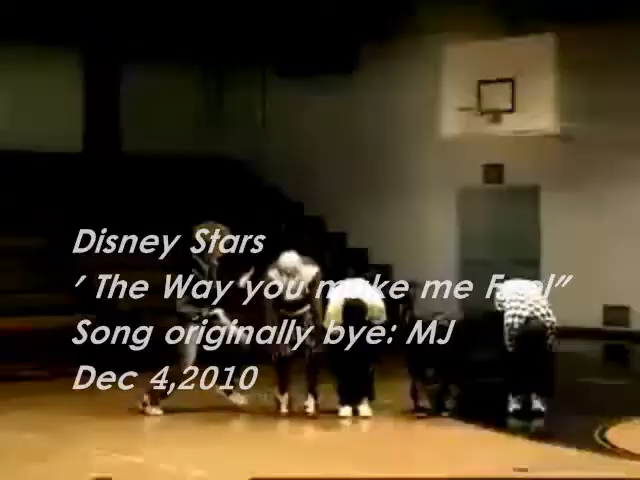 Disney Stars
' The Way you make me Feel”
Song originally bye: MJ
Dec 4,2010